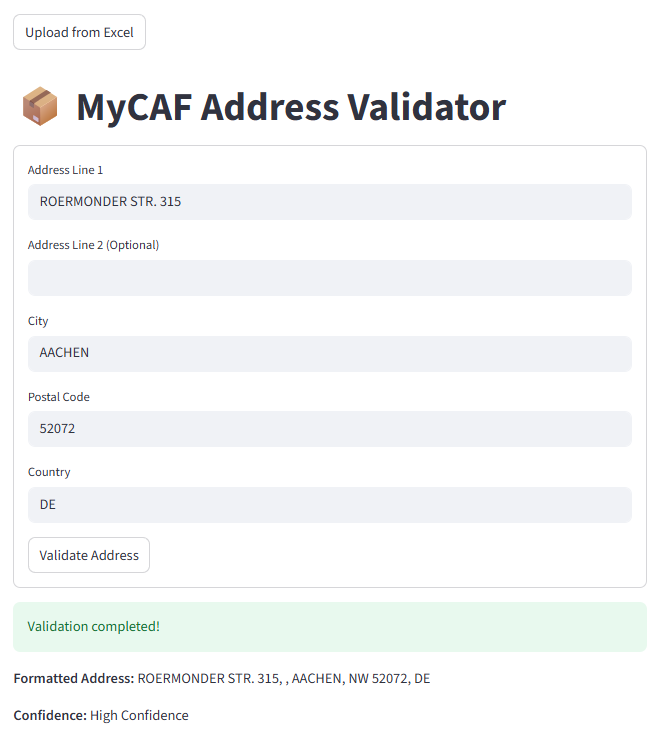 Upload from Excel
MyCAF Address Validator
Address Line 1
ROERMONDER STR. 315
Address Line 2 (Optional)
City
AACHEN
Postal Code
52072
Country
DE
Validate Address
Validation completed!
Formatted Address: ROERMONDER STR. 315, , AACHEN, NW 52072, DE
Confidence: High Confidence